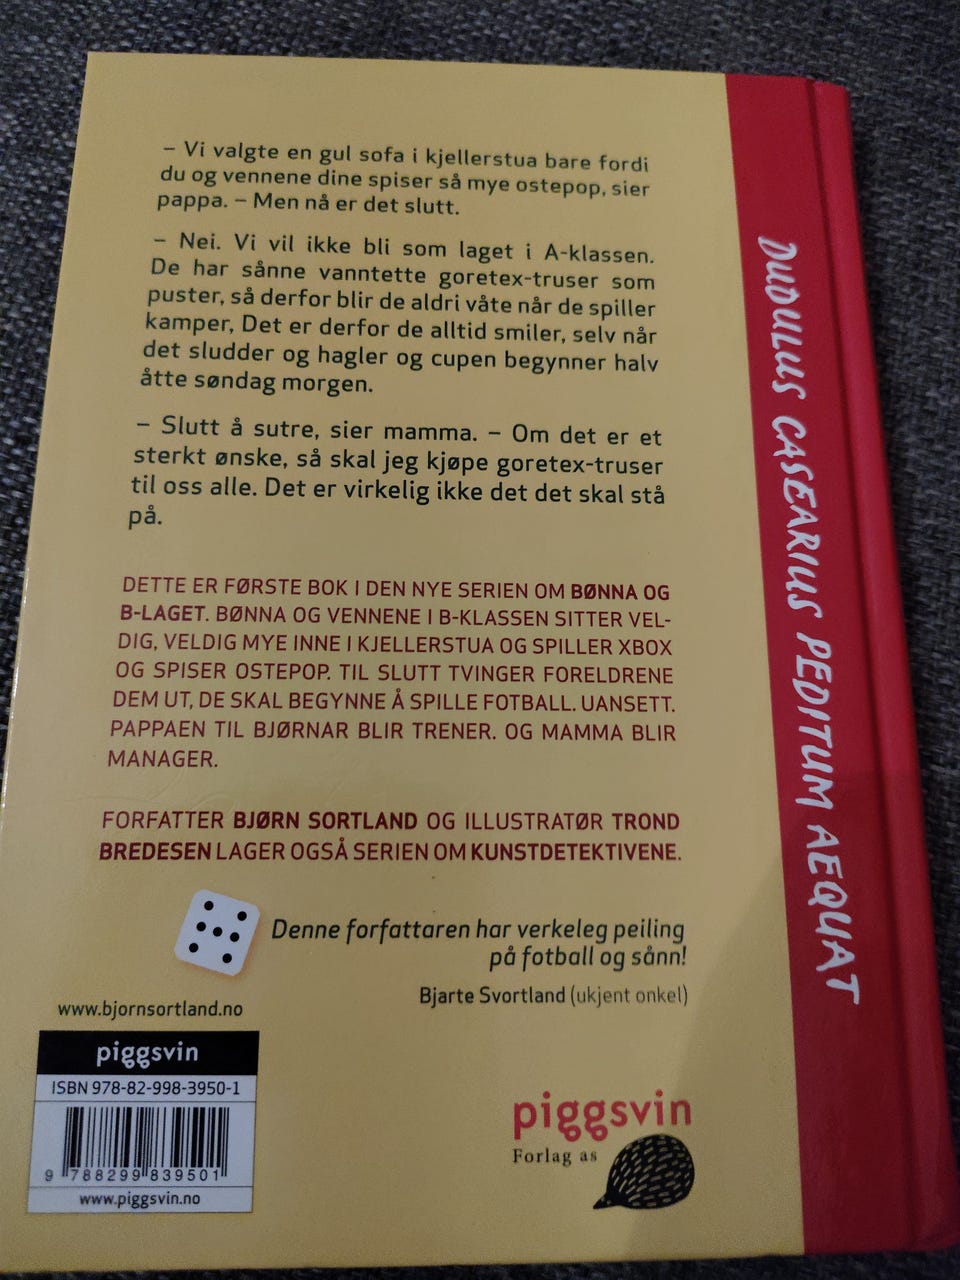 – Vi valgte en gul sofa i kjellerstua bare fordi
du og vennene dine spiser så mye ostepop, sier
pappa. – Men nå er det slutt.
– Nei. Vi vil ikke bli som laget i A-klassen.
De har sånne vanntette goretex-truser som
puster, så derfor blir de aldri våte når de spiller
kamper, Det er derfor de alltid smiler, selv når
det sludder og hagler og cupen begynner halv
åtte søndag morgen.
– Slutt å sutre, sier mamma. – Om det er et
sterkt ønske, så skal jeg kjøpe goretex-truser
til oss alle. Det er virkelig ikke det det skal stå
på.
DETTE ER FØRSTE BOK I DEN NYE SERIEN OM BØNNA OG
B-LAGET. BØNNA OG VENNENE I B-KLASSEN SITTER VEL-
DIG, VELDIG MYE INNE I KJELLERSTUA OG SPILLER XBOX
OG SPISER OSTEPOP. TIL SLUTT TVINGER FORELDRENE
DEM UT, DE SKAL BEGYNNE Å SPILLE FOTBALL. UANSETT.
PAPPAEN TIL BJØRNAR BLIR TRENER. OG MAMMA BLIR
MANAGER.
FORFATTER BJØRN SORTLAND OG ILLUSTRATØR TROND
BREDESEN LAGER OGSÅ SERIEN OM KUNSTDETEKTIVENE.
Denne forfattaren har verkeleg peiling
på fotball og sånn!
Bjarte Svortland (ukjent onkel)
www.bjornsortland.no
piggsvin
ISBN 978-82-998-3950-1
9 788299 839501
www.piggsvin.no
piggsvin
Forlag as
DUDULUS CASEARIUS PEDITUM AEQUAT